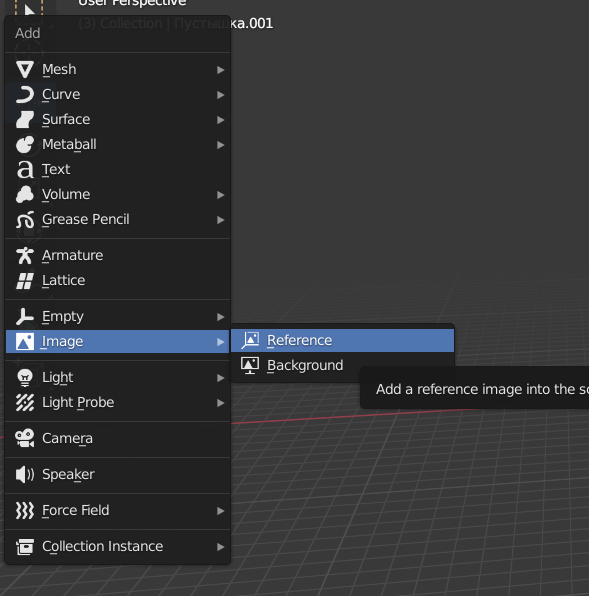 User Perspective
(3) Collection | Пустышка.001
Add
Mesh
Curve
Surface
Metaball
Text
Volume
Grease Pencil
Armature
Lattice
Empty
Image
Reference
Background
Add a reference image into the sc
Light
Light Probe
Camera
Speaker
Force Field
Collection Instance